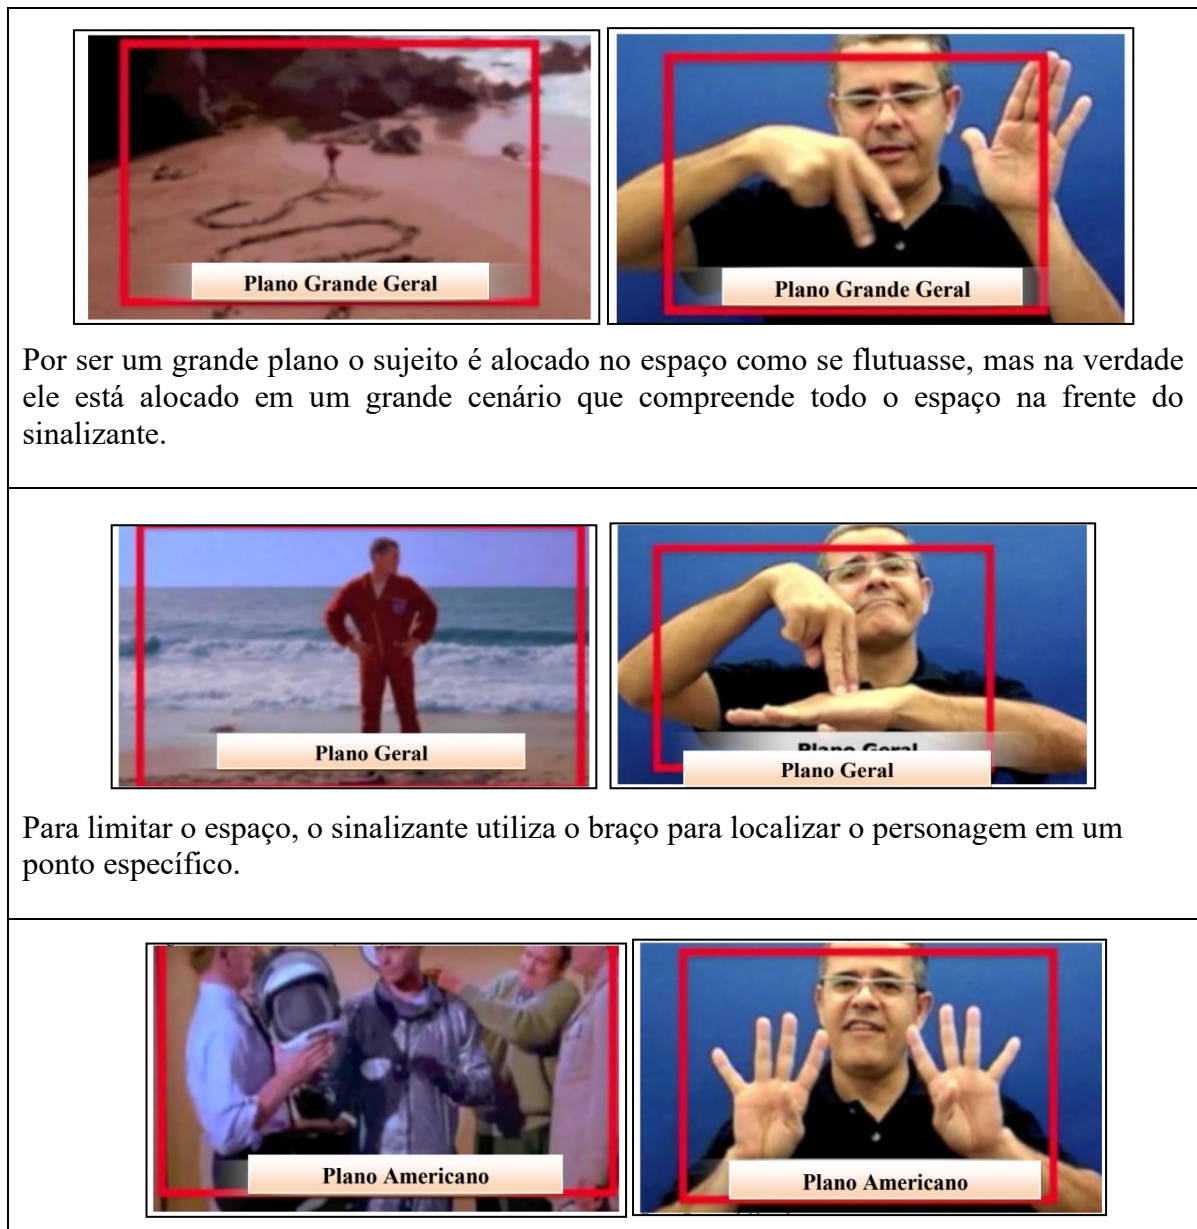 Plano Grande Geral
Plano Grande Geral
Por ser um grande plano o sujeito é alocado no espaço como se flutuasse, mas na verdade
ele está alocado em um grande cenário que compreende todo o espaço na frente do
sinalizante.
Plano Geral
Plano Geral
Plano Geral
Para limitar o espaço, o sinalizante utiliza o braço para localizar o personagem em um
ponto específico.
Plano Americano
Plano Americano